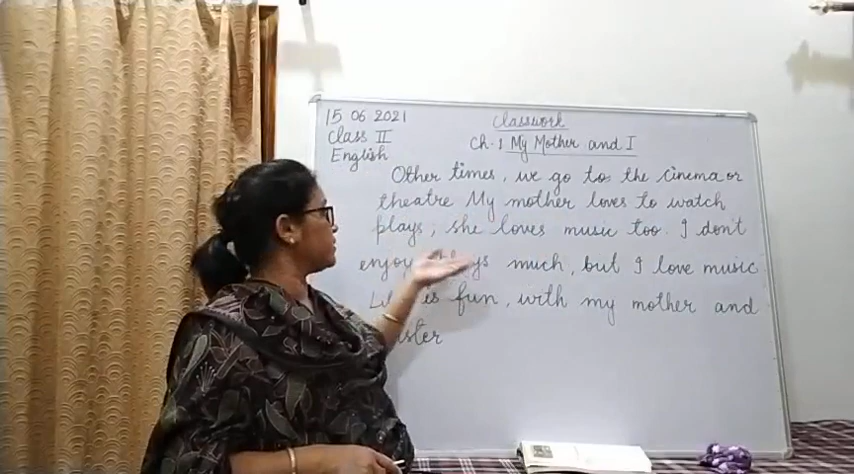 15 06 2021
Class II
English
Classwork
Ch-1 My Mother and I
Other times, we go to the cinema or
theatre My mother loves to watch
plays, she loves music too. I don't
enjoy much, but I love music
is fun, with my mother and